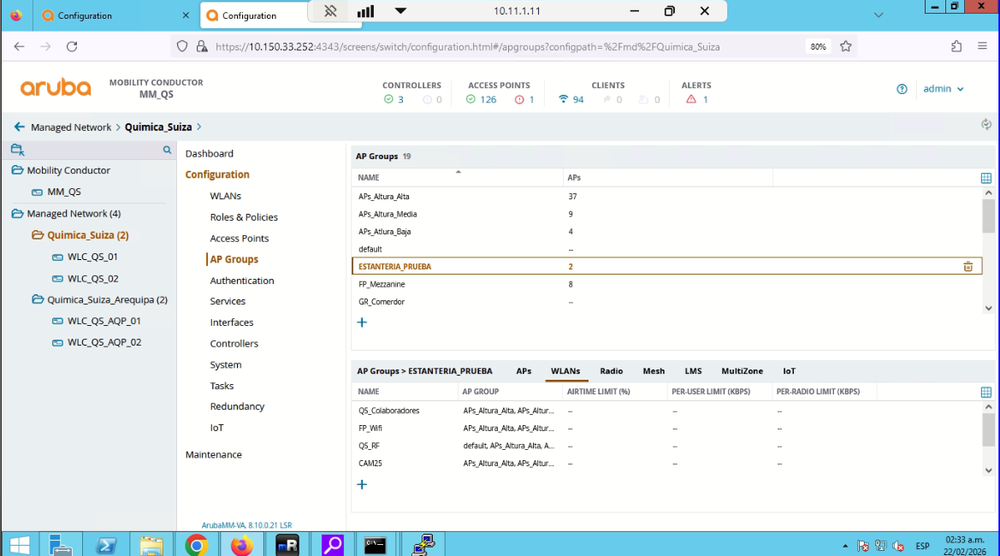 Configuration
Configuration
10.11.1.11
https://10.150.33.252:4343/screens/switch/configuration.html#/apgroups?configpath=%2Fmd%2FQuimica_Suiza
80%
aruba
MOBILITY CONDUCTOR
MM_QS
CONTROLLERS
3 0
ACCESS POINTS
126 1
CLIENTS
94 0 0
ALERTS
1
admin
Managed Network > Quimica_Suiza >
Mobility Conductor
MM_QS
Managed Network (4)
Quimica_Suiza (2)
WLC_QS_01
WLC_QS_02
Quimica_Suiza_Arequipa (2)
WLC_QS_AQP_01
WLC_QS_AQP_02
Dashboard
Configuration
WLANs
Roles & Policies
Access Points
AP Groups
Authentication
Services
Interfaces
Controllers
System
Tasks
Redundancy
IoT
Maintenance
ArubaMM-VA, 8.10.0.21 LSR
AP Groups 19
NAME APs
APs_Altura_Alta 37
APs_Altura_Media 9
APs_Atlura_Baja 4
default --
ESTANTERIA_PRUEBA 2
FP_Mezzanine 8
GR_Comerdor --
+
AP Groups > ESTANTERIA_PRUEBA APs WLANs Radio Mesh LMS MultiZone IoT
NAME AP GROUP AIRTIME LIMIT (%) PER-USER LIMIT (KBPS) PER-RADIO LIMIT (KBPS)
QS_Colaboradores APs_Altura_Alta, APs_Altur... -- -- --
FP_Wifi APs_Altura_Alta, APs_Altur... -- -- --
QS_RF default, APs_Altura_Alta, A... -- -- --
CAM25 APs_Altura_Alta, APs_Altur... -- -- --
+
ESP
02:33 a.m.
22/02/2026